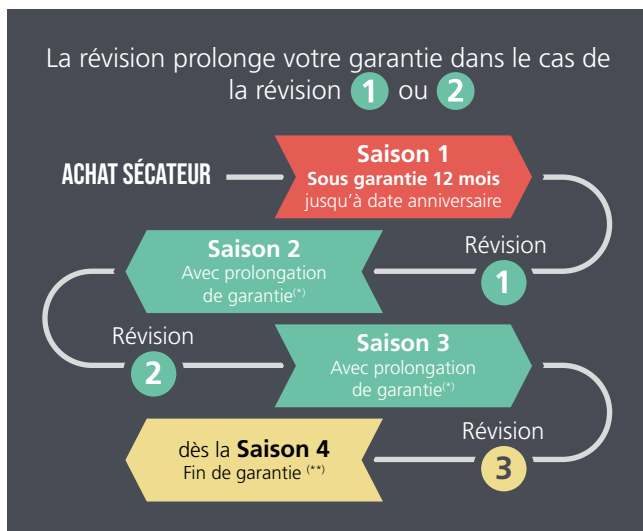 La révision prolonge votre garantie dans le cas de
la révision 1 ou 2
ACHAT SÉCATEUR
Saison 1
Sous garantie 12 mois
jusqu'à date anniversaire
Révision
1
Saison 2
Avec prolongation
de garantie(*)
Révision
2
Saison 3
Avec prolongation
de garantie(*)
Révision
3
dès la Saison 4
Fin de garantie (**)